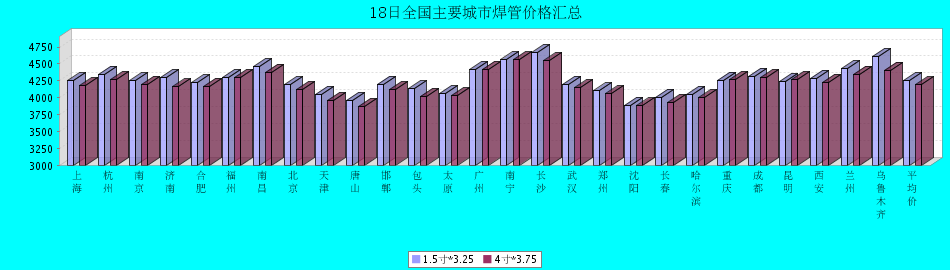 18日全国主要城市焊管价格汇总
4750
4500
4250
4000
3750
3500
3250
3000
上海
杭州
南京
济南
合肥
福州
南昌
北京
天津
唐山
邯郸
包头
太原
广州
南宁
长沙
武汉
郑州
沈阳
长春
哈尔滨
重庆
成都
昆明
西安
兰州
乌鲁木齐
平均价
1.5寸*3.25
4寸*3.75